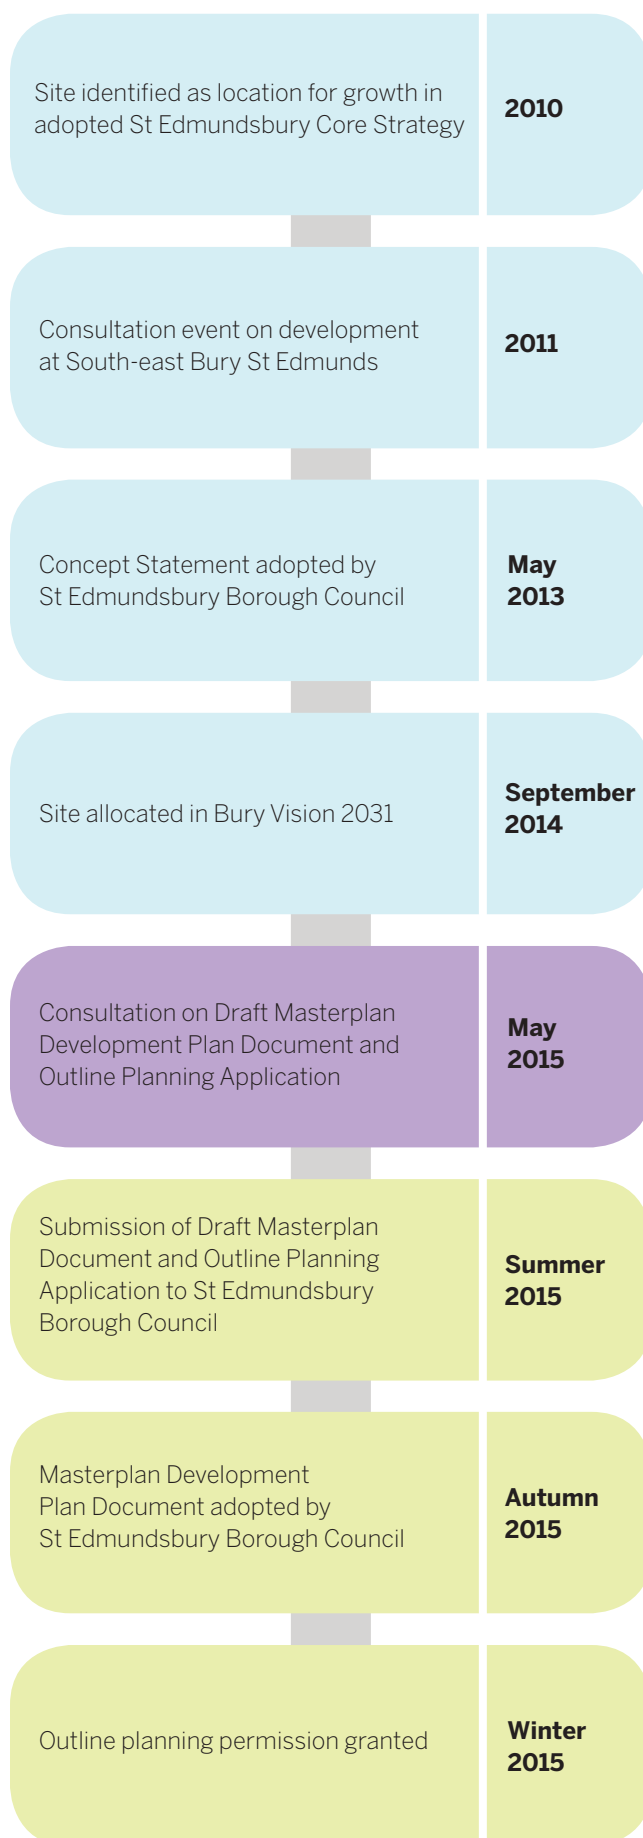 Site identified as location for growth in
adopted St Edmundsbury Core Strategy
2010
Consultation event on development
at South-east Bury St Edmunds
2011
Concept Statement adopted by
St Edmundsbury Borough Council
May
2013
Site allocated in Bury Vision 2031
September
2014
Consultation on Draft Masterplan
Development Plan Document and
Outline Planning Application
May
2015
Submission of Draft Masterplan
Document and Outline Planning
Application to St Edmundsbury
Borough Council
Summer
2015
Masterplan Development
Plan Document adopted by
St Edmundsbury Borough Council
Autumn
2015
Outline planning permission granted
Winter
2015